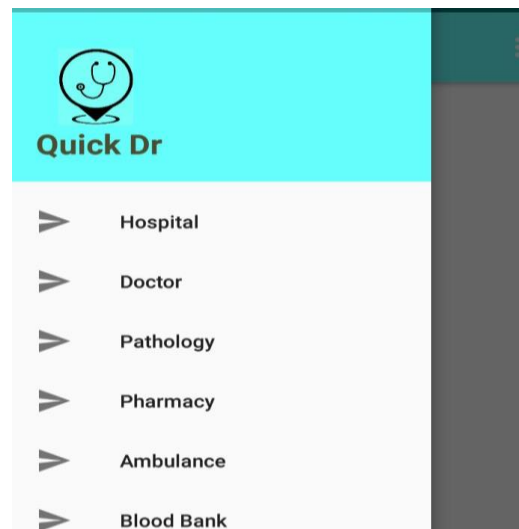 Quick Dr
Hospital
Doctor
Pathology
Pharmacy
Ambulance
Blood Bank